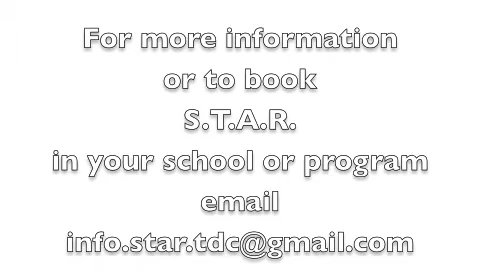 For more information
or to book
S.T.A.R.
in your school or program
email
info.star.tdc@gmail.com